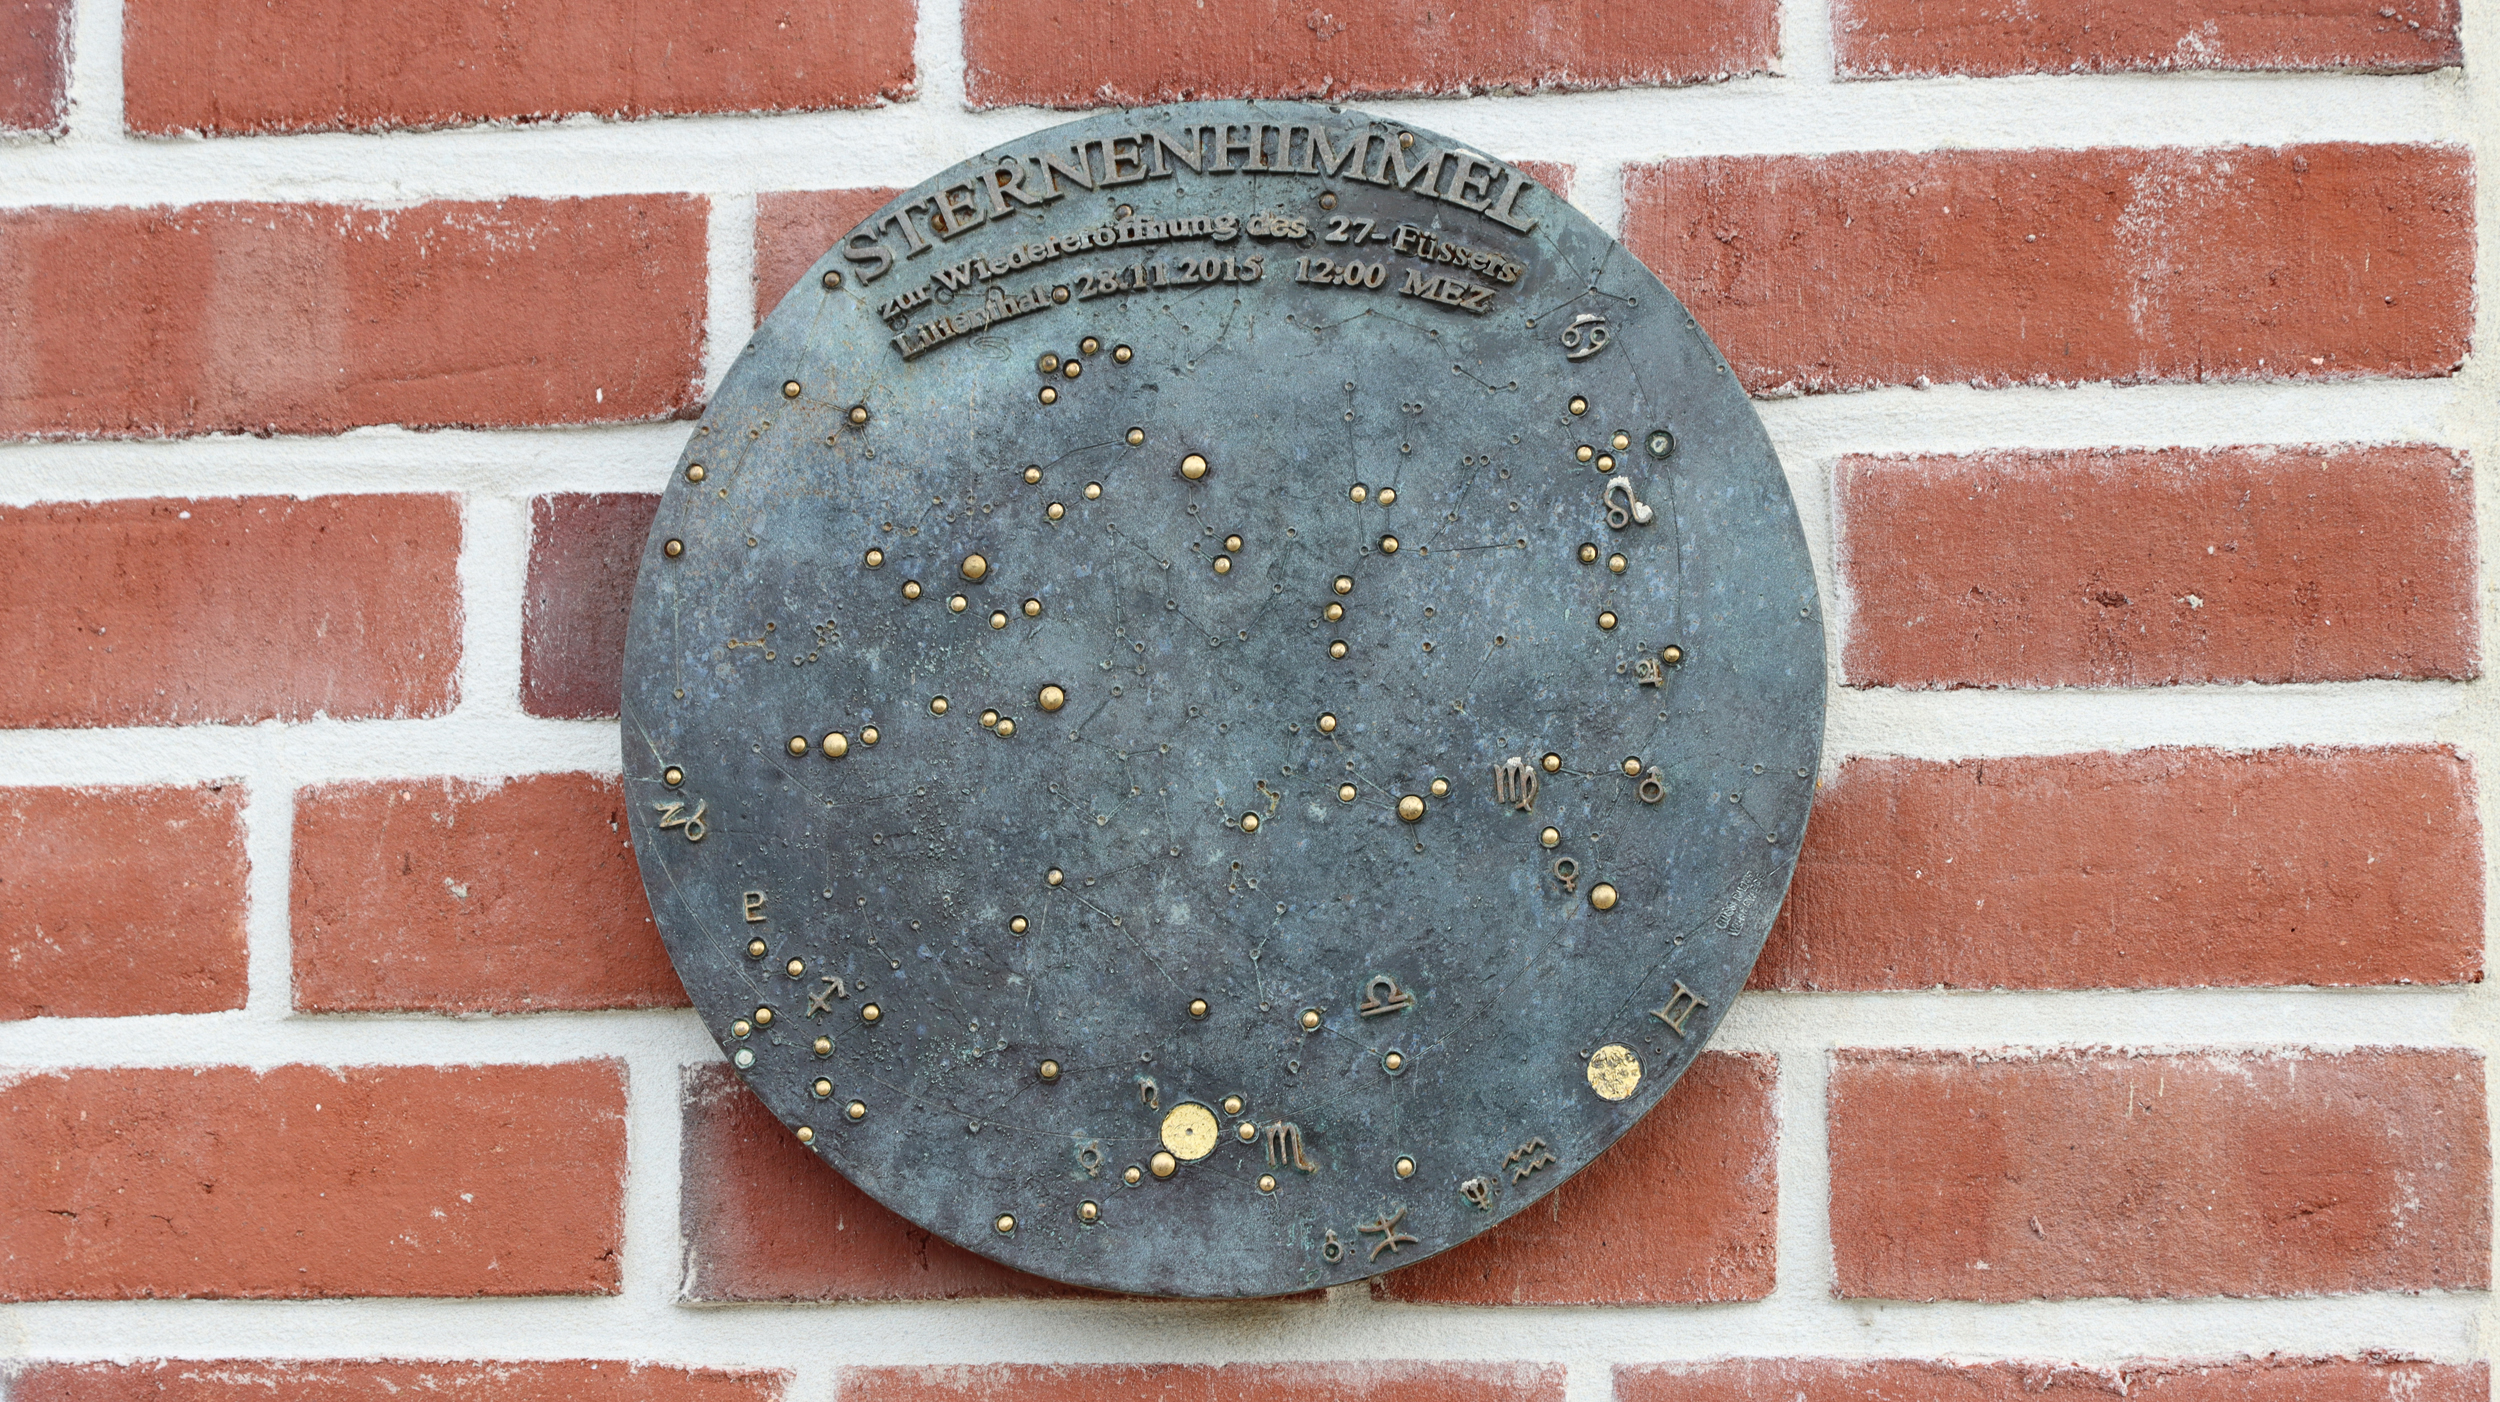 STERNENHIMMEL
zur Wiedereröffnung des 27-Füssers
Lilienthal 28.11.2015 12:00 MEZ